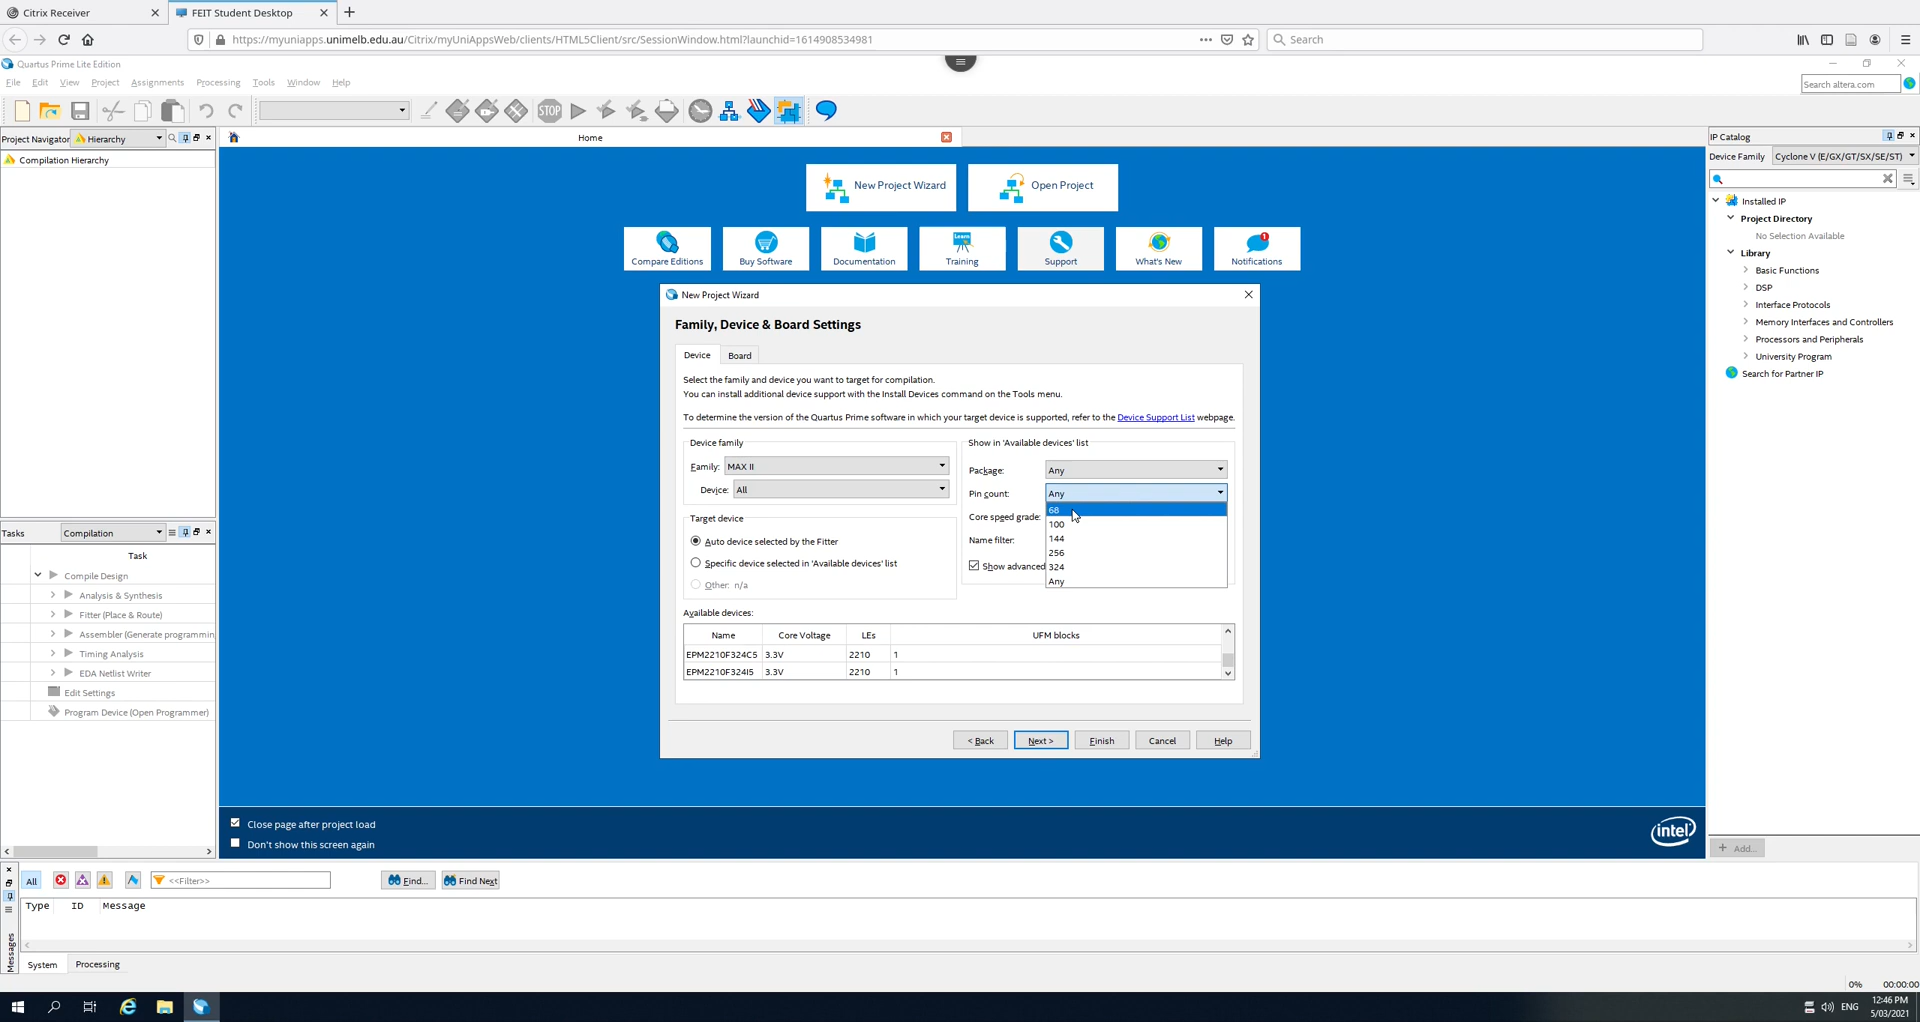 Citrix Receiver
FEIT Student Desktop
https://myuniapps.unimelb.edu.au/Citrix/myUniAppsWeb/clients/HTML5Client/src/SessionWindow.html?launchid=1614908534981
Search
Quartus Prime Lite Edition
File Edit View Project Assignments Processing Tools Window Help
Search altera.com
Project Navigator Hierarchy
Home
IP Catalog
Compilation Hierarchy
Device Family Cyclone V (E/GX/GT/SX/SE/ST)
New Project Wizard
Open Project
Installed IP
Project Directory
No Selection Available
Library
Basic Functions
DSP
Interface Protocols
Memory Interfaces and Controllers
Processors and Peripherals
University Program
Search for Partner IP
Learn
1
Compare Editions
Buy Software
Documentation
Training
Support
What's New
Notifications
New Project Wizard
Family, Device & Board Settings
Device Board
Select the family and device you want to target for compilation.
You can install additional device support with the Install Devices command on the Tools menu.
To determine the version of the Quartus Prime software in which your target device is supported, refer to the Device Support List webpage.
Device family
Family: MAX II
Device: All
Show in 'Available devices' list
Package: Any
Pin count: Any
Core speed grade:
Name filter:
Show advanced
68
100
144
256
324
Any
Target device
Auto device selected by the Fitter
Specific device selected in 'Available devices' list
Other: n/a
Available devices:
Name Core Voltage LEs UFM blocks
EPM2210F324C5 3.3V 2210 1
EPM2210F324I5 3.3V 2210 1
< Back Next > Finish Cancel Help
Tasks Compilation
Task
Compile Design
Analysis & Synthesis
Fitter (Place & Route)
Assembler (Generate programmin
Timing Analysis
EDA Netlist Writer
Edit Settings
Program Device (Open Programmer)
Close page after project load
Don't show this screen again
intel
Add...
All
<<Filter>>
Find...
Find Next
Type ID Message
Messages
System Processing
0% 00:00:00
ENG
12:46 PM
5/03/2021